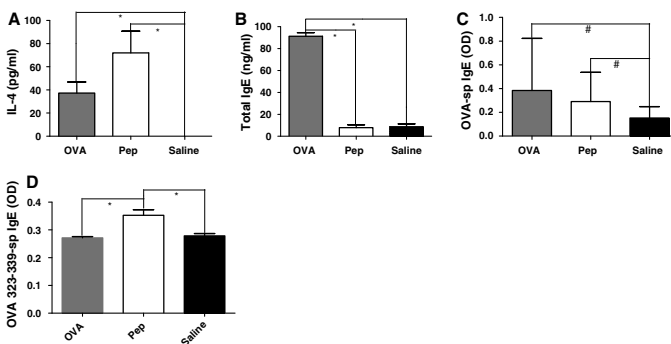 A
IL-4 (pg/ml)
100
80
60
40
20
0
*
*
OVA Pep Saline
B
Total IgE (ng/ml)
100
80
60
40
20
0
*
*
OVA Pep Saline
C
OVA-sp IgE (OD)
1.0
0.8
0.6
0.4
0.2
0.0
#
#
OVA Pep Saline
D
OVA 323-339-sp IgE (OD)
0.4
0.3
0.2
0.1
0.0
*
*
OVA Pep Saline